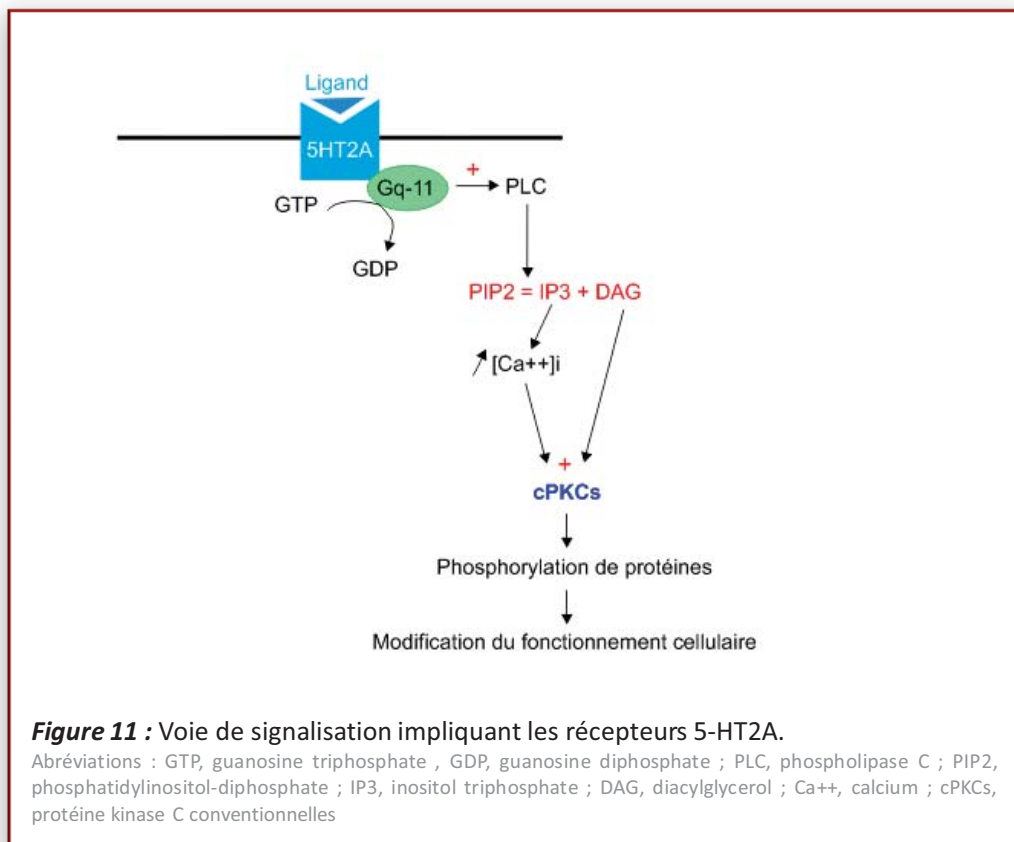 Ligand
5HT2A
Gq-11
+
PLC
GTP
GDP
PIP2 = IP3 + DAG
[Ca++]i
+
cPKCs
Phosphorylation de protéines
Modification du fonctionnement cellulaire
Figure 11 : Voie de signalisation impliquant les récepteurs 5-HT2A.
Abréviations : GTP, guanosine triphosphate , GDP, guanosine diphosphate ; PLC, phospholipase C ; PIP2,
phosphatidylinositol-diphosphate ; IP3, inositol triphosphate ; DAG, diacylglycerol ; Ca++, calcium ; cPKCs,
protéine kinase C conventionnelles